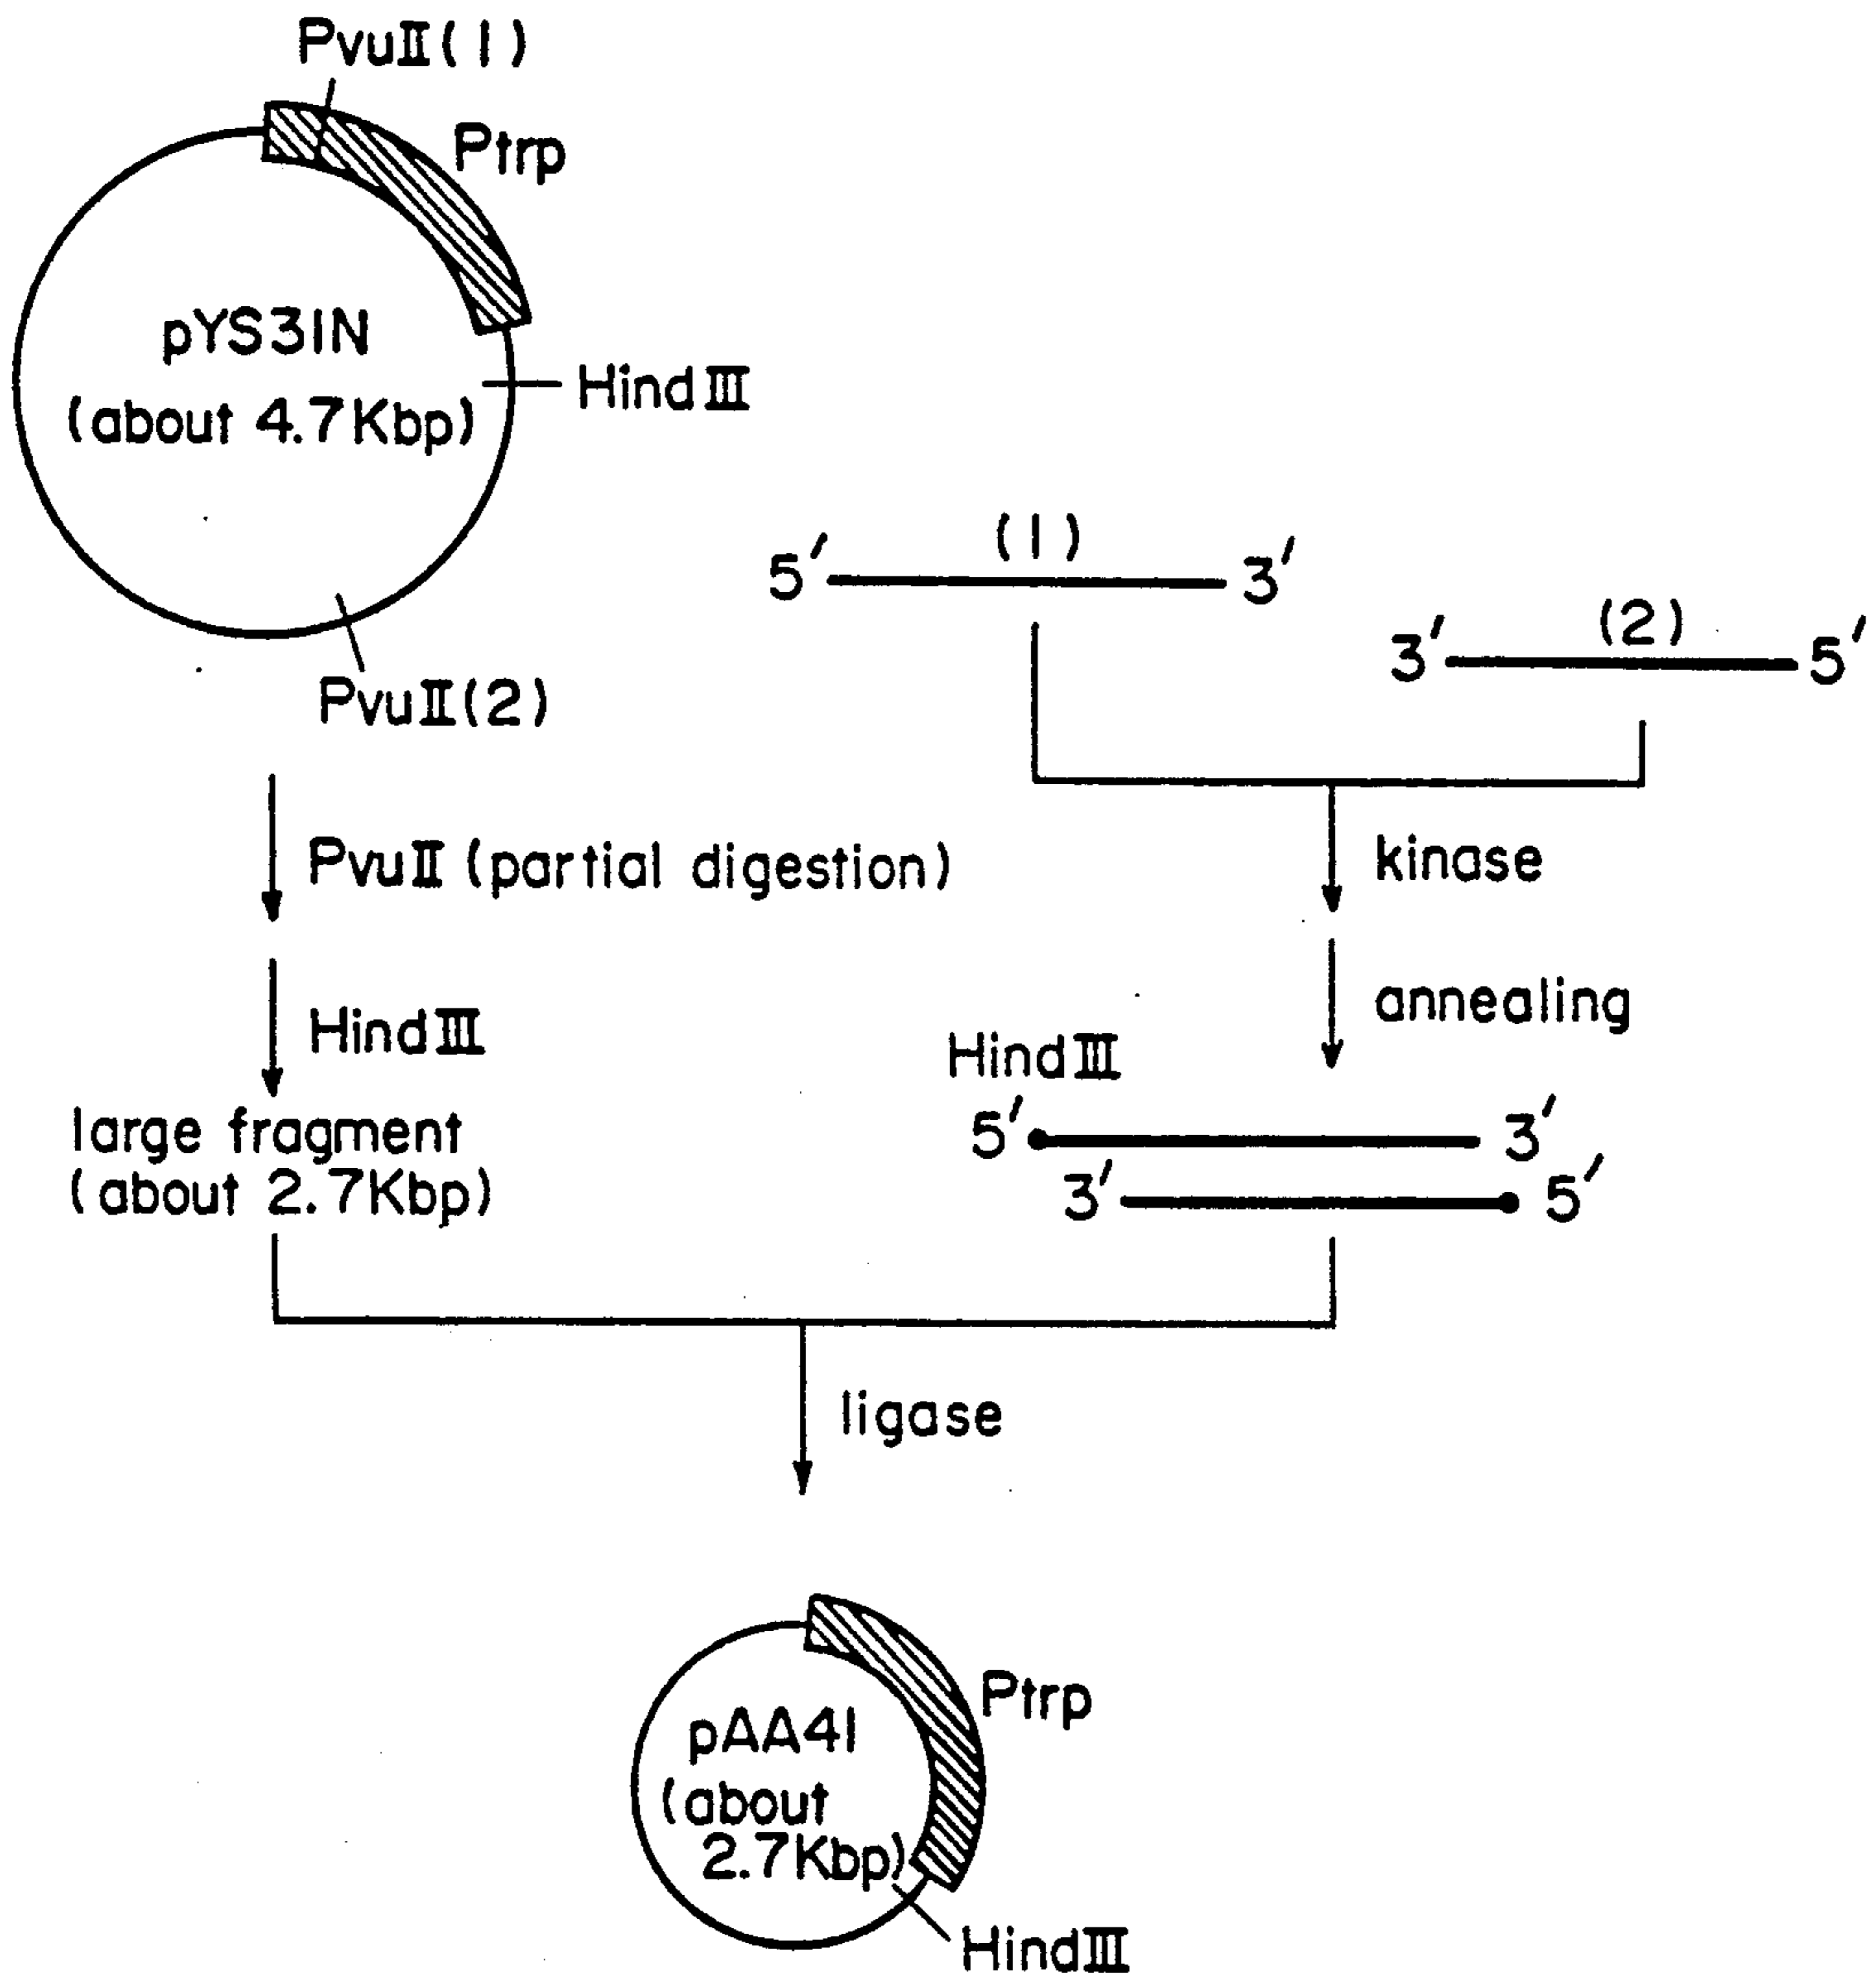 PvuⅡ(1)
Ptrp
pYS31N
(about 4.7Kbp)
HindⅢ
PvuⅡ(2)
5′ (1) 3′
3′ (2) 5′
PvuⅡ (partial digestion)
HindⅢ
large fragment
(about 2.7Kbp)
kinase
annealing
HindⅢ
5′ 3′
3′ 5′
ligase
Ptrp
pAA41
(about
2.7Kbp)
HindⅢ